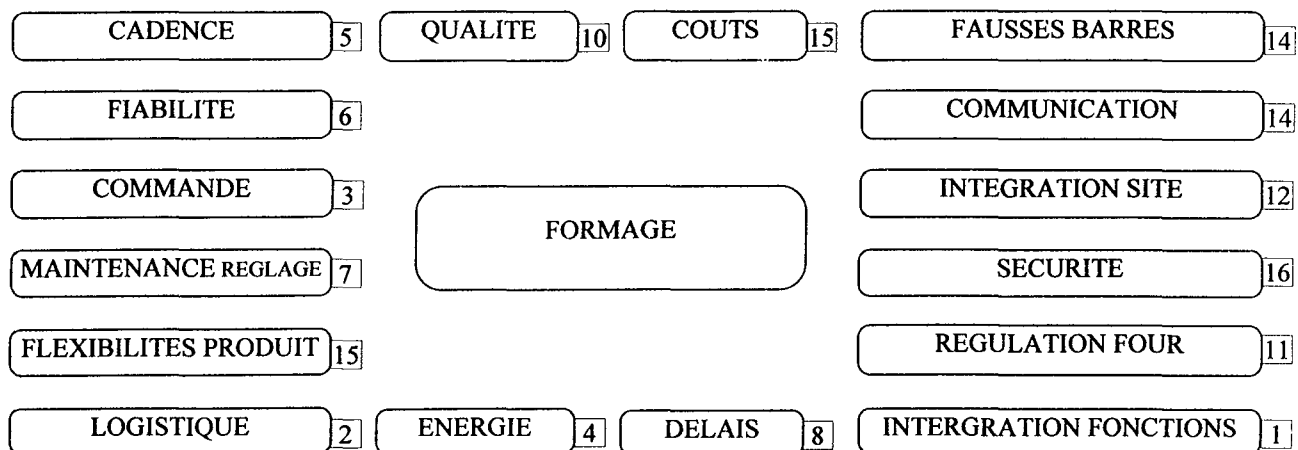 CADENCE 5 QUALITE 10 COUTS 15 FAUSSES BARRES 14
FIABILITE 6 COMMUNICATION 14
COMMANDE 3 INTEGRATION SITE 12
FORMAGE
MAINTENANCE REGLAGE 7 SECURITE 16
FLEXIBILITES PRODUIT 15 REGULATION FOUR 11
LOGISTIQUE 2 ENERGIE 4 DELAIS 8 INTERGRATION FONCTIONS 1